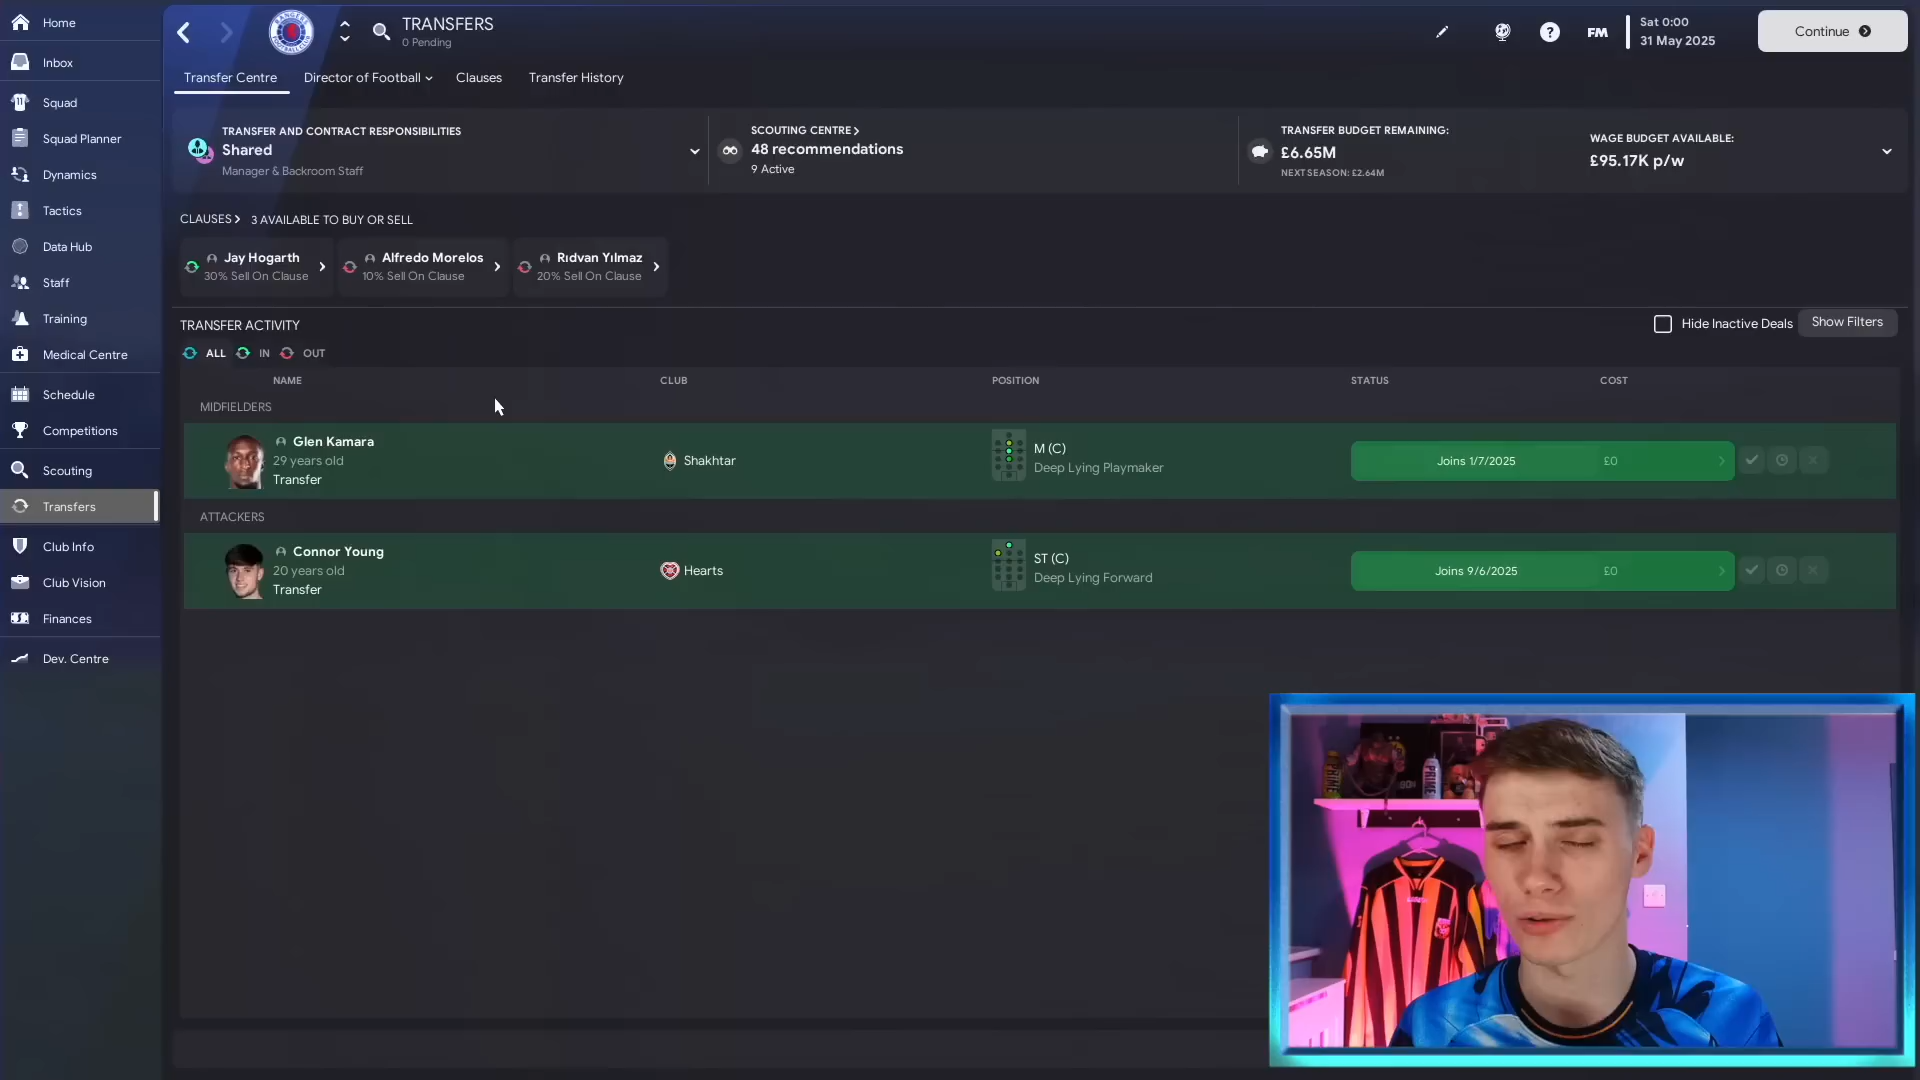 Home
Inbox
Squad
Squad Planner
Dynamics
Tactics
Data Hub
Staff
Training
Medical Centre
Schedule
Competitions
Scouting
Transfers
Club Info
Club Vision
Finances
Dev. Centre
TRANSFERS
0 Pending
FM
Sat 0:00
31 May 2025
Continue
Transfer Centre
Director of Football
Clauses
Transfer History
TRANSFER AND CONTRACT RESPONSIBILITIES
Shared
Manager & Backroom Staff
SCOUTING CENTRE
48 recommendations
9 Active
TRANSFER BUDGET REMAINING:
£6.65M
NEXT SEASON: £2.64M
WAGE BUDGET AVAILABLE:
£95.17K p/w
CLAUSES 3 AVAILABLE TO BUY OR SELL
Jay Hogarth
30% Sell On Clause
Alfredo Morelos
10% Sell On Clause
Rıdvan Yılmaz
20% Sell On Clause
TRANSFER ACTIVITY
Hide Inactive Deals
Show Filters
ALL IN OUT
NAME CLUB POSITION STATUS COST
MIDFIELDERS
Glen Kamara
29 years old
Transfer
Shakhtar
M (C)
Deep Lying Playmaker
Joins 1/7/2025 £0
ATTACKERS
Connor Young
20 years old
Transfer
Hearts
ST (C)
Deep Lying Forward
Joins 9/6/2025 £0
PRIME